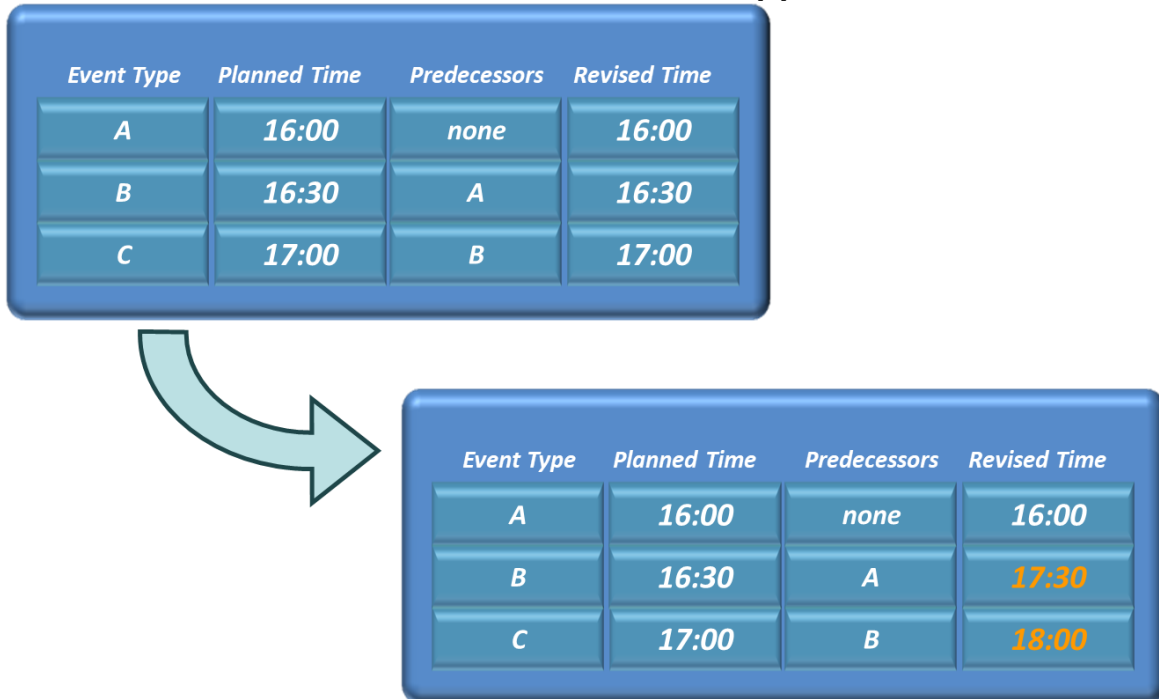 Event Type Planned Time Predecessors Revised Time
A 16:00 none 16:00
B 16:30 A 16:30
C 17:00 B 17:00
Event Type Planned Time Predecessors Revised Time
A 16:00 none 16:00
B 16:30 A 17:30
C 17:00 B 18:00